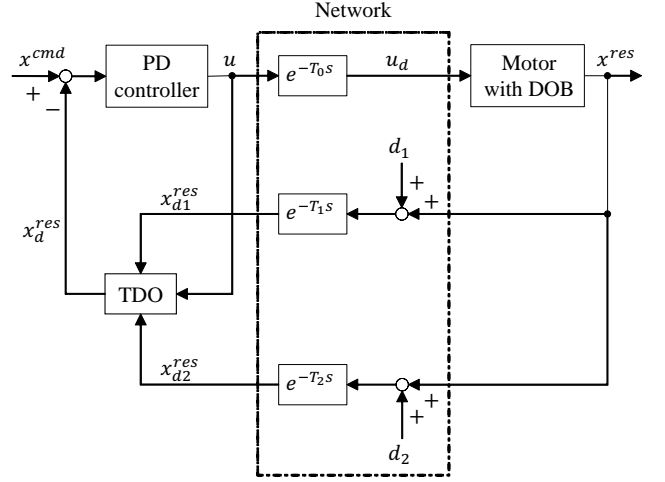 Network
x^{cmd} + − PD controller u e^{-T_0 s} u_d Motor with DOB x^{res}
d_1 + +
x_{d1}^{res} e^{-T_1 s}
x_d^{res} TDO
x_{d2}^{res} e^{-T_2 s} + +
d_2